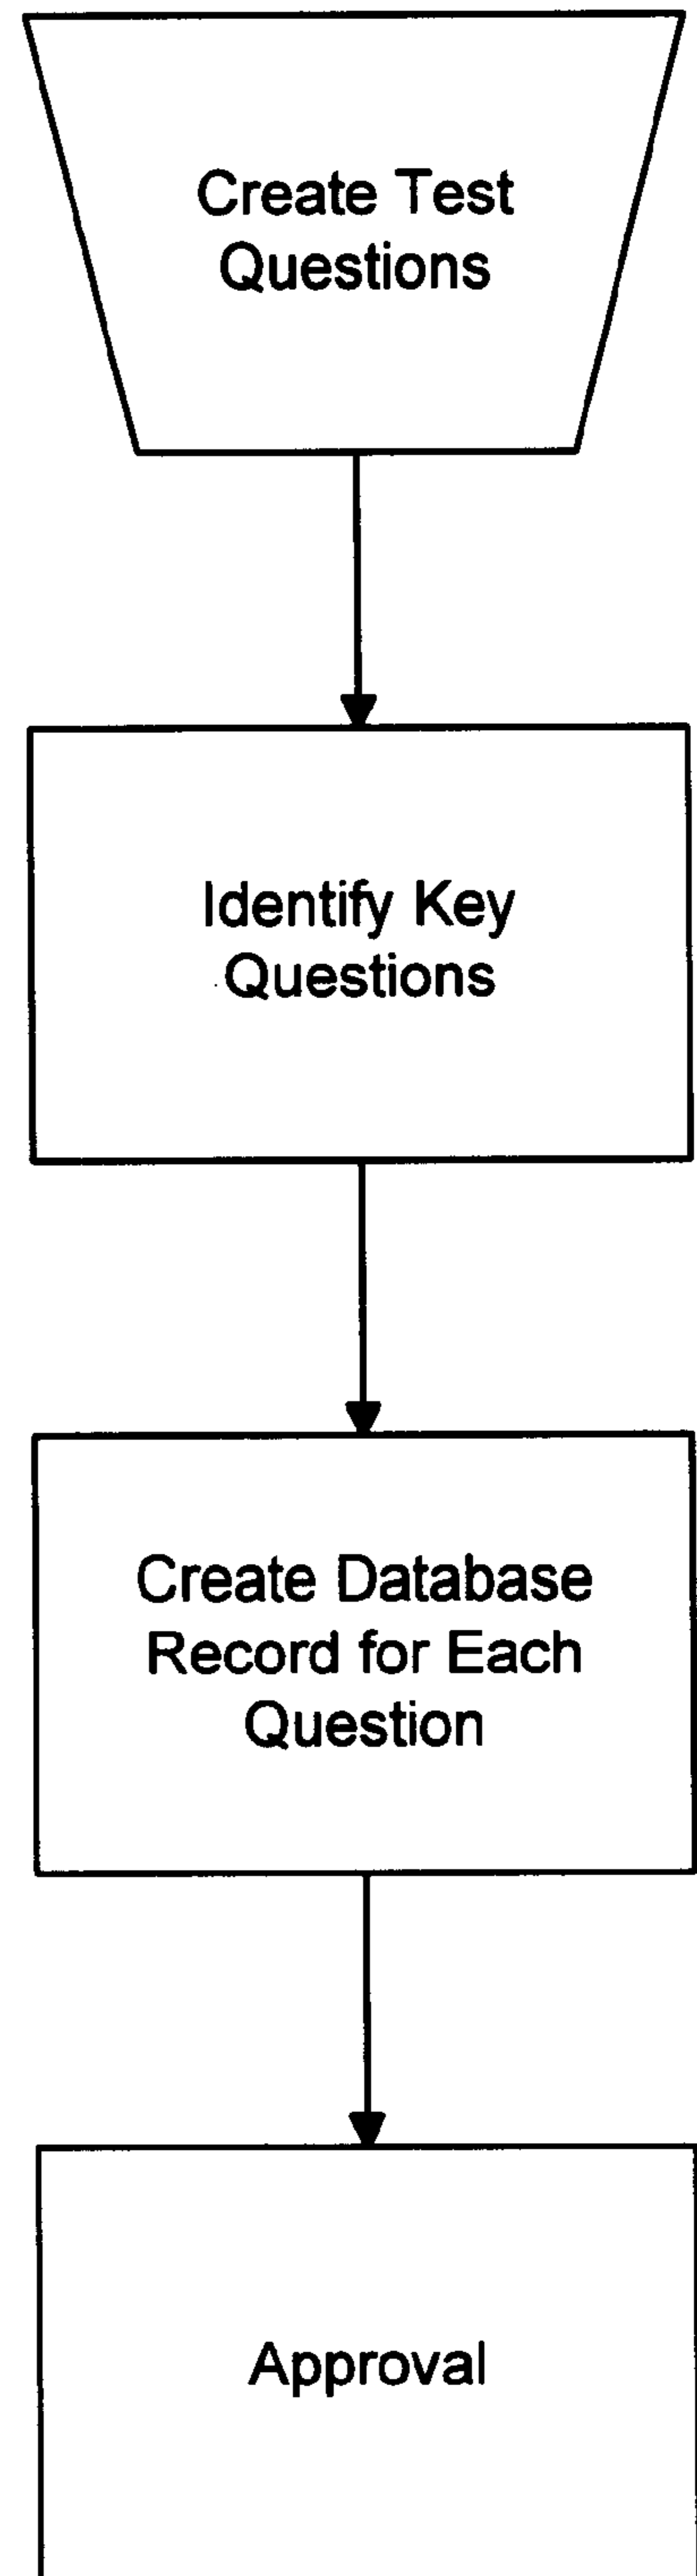 Create Test
Questions
Identify Key
Questions
Create Database
Record for Each
Question
Approval